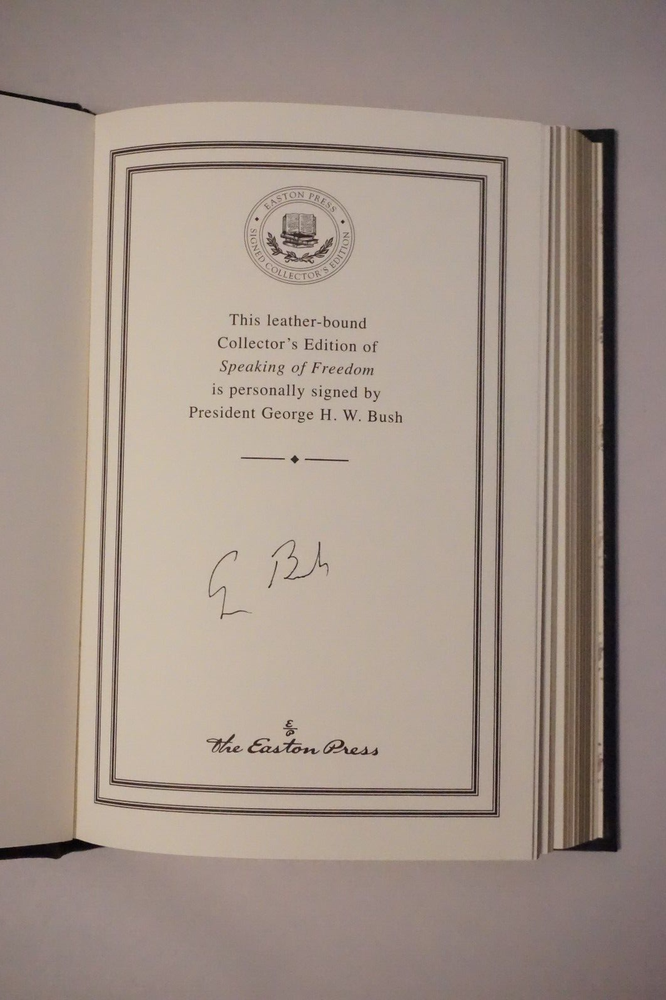 EASTON PRESS
SIGNED COLLECTOR'S EDITION
This leather-bound
Collector's Edition of
Speaking of Freedom
is personally signed by
President George H. W. Bush
G Bush
E
P
The Easton Press